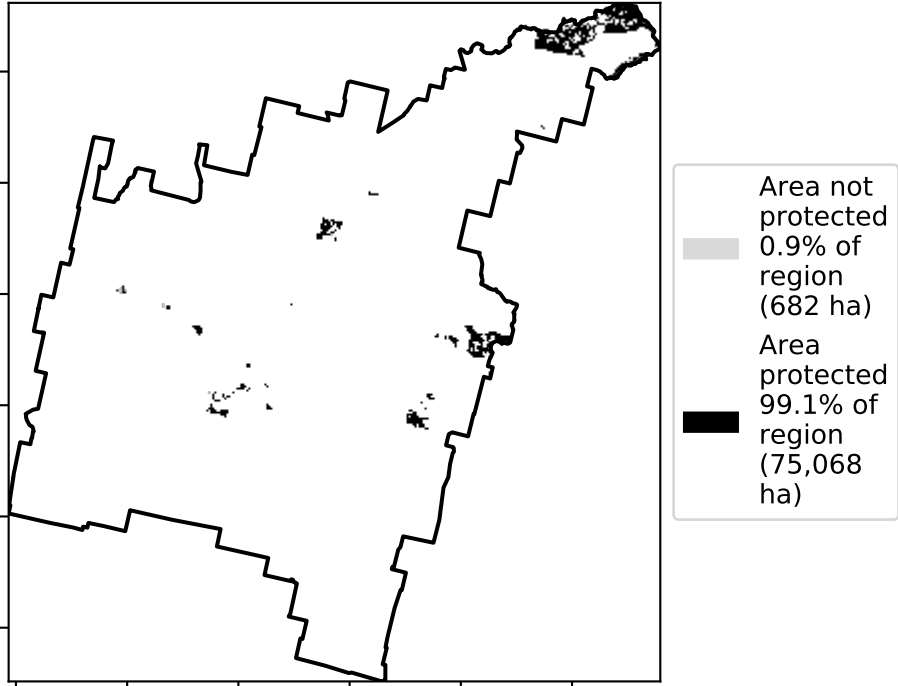 Area not
protected
0.9% of
region
(682 ha)
Area
protected
99.1% of
region
(75,068
ha)